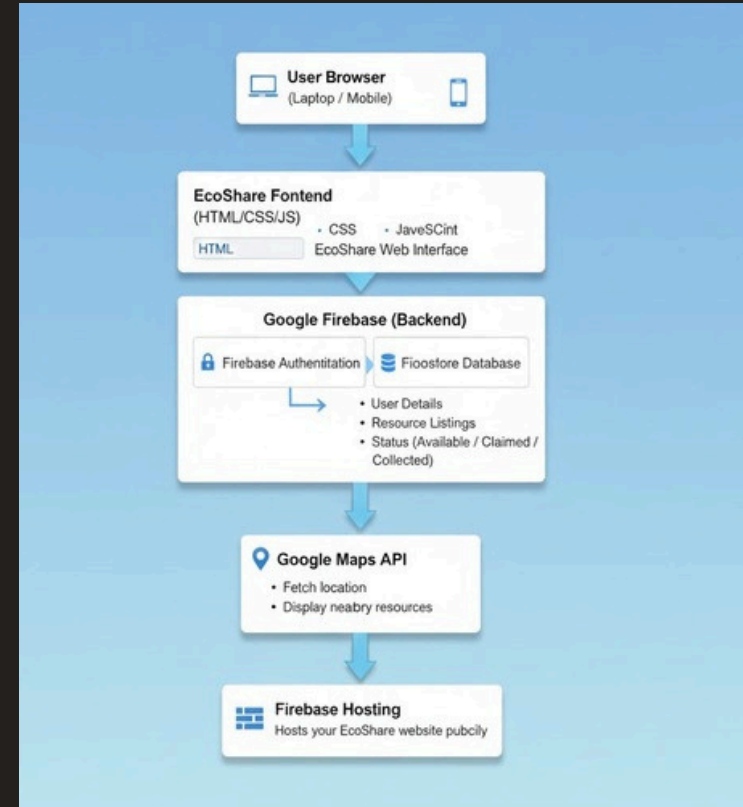 User Browser
(Laptop / Mobile)
EcoShare Fontend
(HTML/CSS/JS)
• CSS • JaveSCint
HTML
EcoShare Web Interface
Google Firebase (Backend)
Firebase Authentitation
Fioostore Database
• User Details
• Resource Listings
• Status (Available / Claimed /
Collected)
Google Maps API
• Fetch location
• Display neabry resources
Firebase Hosting
Hosts your EcoShare website pubcily